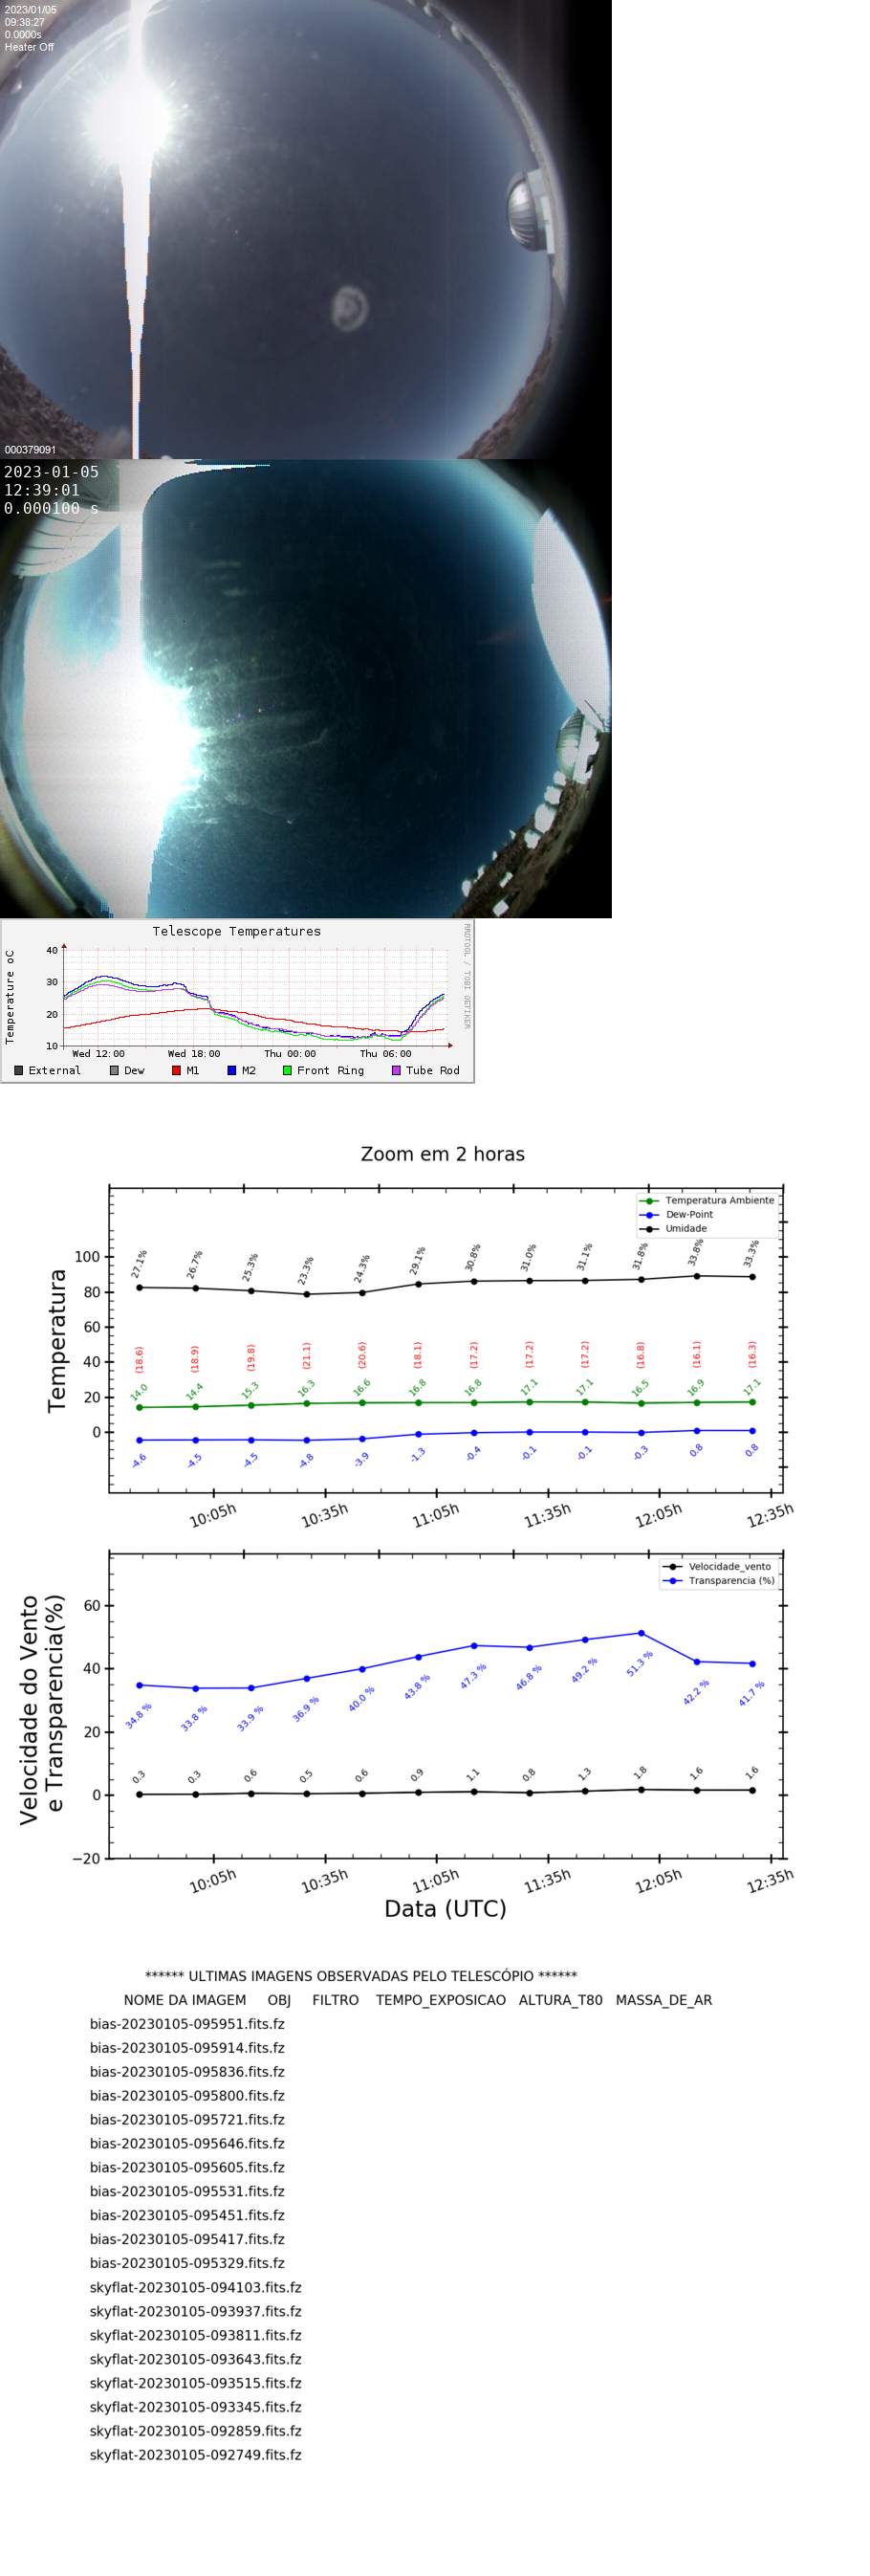 2023/01/05
09:38:27
0.0000s
Heater Off
000379091
2023-01-05
12:39:01
0.000100 s
Telescope Temperatures
RRDTOOL / TOBI OETIKER
Temperature oC
40
30
20
10
Wed 12:00 Wed 18:00 Thu 00:00 Thu 06:00
External Dew M1 M2 Front Ring Tube Rod
Zoom em 2 horas
Temperatura Ambiente
Dew-Point
Umidade
Temperatura
100
80
60
40
20
0
27.1% 26.7% 25.3% 23.3% 24.3% 29.1% 30.8% 31.0% 31.1% 31.8% 33.8% 33.3%
(18.6) (18.9) (19.8) (21.1) (20.6) (18.1) (17.2) (17.2) (17.2) (16.8) (16.1) (16.3)
14.0 14.4 15.3 16.3 16.6 16.8 16.8 17.1 17.1 16.5 16.9 17.1
-4.6 -4.5 -4.5 -4.8 -3.9 -1.3 -0.4 -0.1 -0.1 -0.3 0.8 0.8
10:05h 10:35h 11:05h 11:35h 12:05h 12:35h
Velocidade_vento
Transparencia (%)
Velocidade do Vento
e Transparencia(%)
60
40
20
0
−20
34.8 % 33.8 % 33.9 % 36.9 % 40.0 % 43.8 % 47.3 % 46.8 % 49.2 % 51.3 % 42.2 % 41.7 %
0.3 0.3 0.6 0.5 0.6 0.9 1.1 0.8 1.3 1.8 1.6 1.6
10:05h 10:35h 11:05h 11:35h 12:05h 12:35h
Data (UTC)
****** ULTIMAS IMAGENS OBSERVADAS PELO TELESCÓPIO ******
NOME DA IMAGEM OBJ FILTRO TEMPO_EXPOSICAO ALTURA_T80 MASSA_DE_AR
bias-20230105-095951.fits.fz
bias-20230105-095914.fits.fz
bias-20230105-095836.fits.fz
bias-20230105-095800.fits.fz
bias-20230105-095721.fits.fz
bias-20230105-095646.fits.fz
bias-20230105-095605.fits.fz
bias-20230105-095531.fits.fz
bias-20230105-095451.fits.fz
bias-20230105-095417.fits.fz
bias-20230105-095329.fits.fz
skyflat-20230105-094103.fits.fz
skyflat-20230105-093937.fits.fz
skyflat-20230105-093811.fits.fz
skyflat-20230105-093643.fits.fz
skyflat-20230105-093515.fits.fz
skyflat-20230105-093345.fits.fz
skyflat-20230105-092859.fits.fz
skyflat-20230105-092749.fits.fz